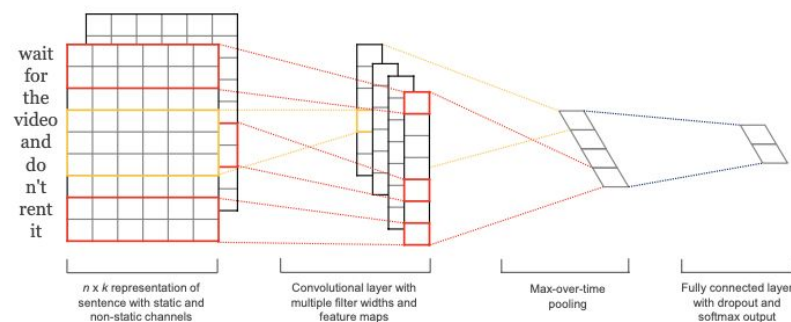 wait
for
the
video
and
do
n't
rent
it
n x k representation of
sentence with static and
non-static channels
Convolutional layer with
multiple filter widths and
feature maps
Max-over-time
pooling
Fully connected layer
with dropout and
softmax output